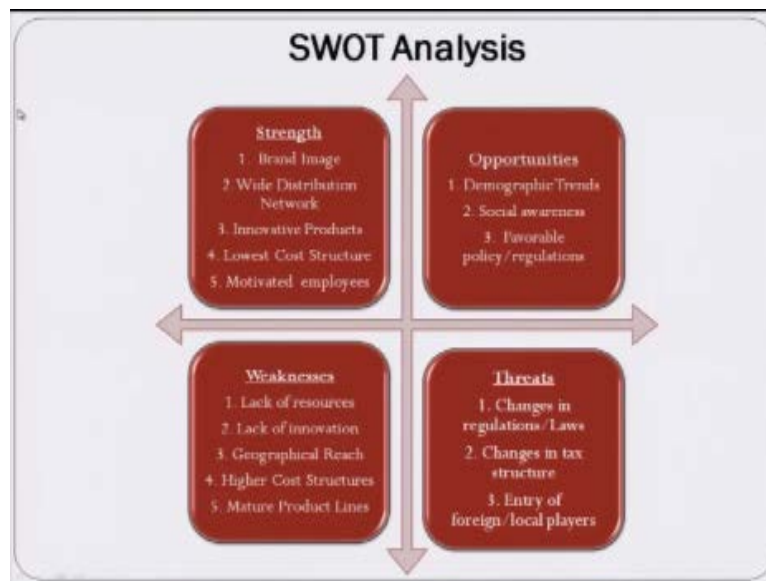 SWOT Analysis
Strength
1. Brand Image
2. Wide Distribution
Network
3. Innovative Products
4. Lowest Cost Structure
5. Motivated employees
Opportunities
1. Demographic Trends
2. Social awareness
3. Favorable
policy/regulations
Weaknesses
1. Lack of resources
2. Lack of innovation
3. Geographical Reach
4. Higher Cost Structures
5. Mature Product Lines
Threats
1. Changes in
regulations/Laws
2. Changes in tax
structure
3. Entry of
foreign/local players